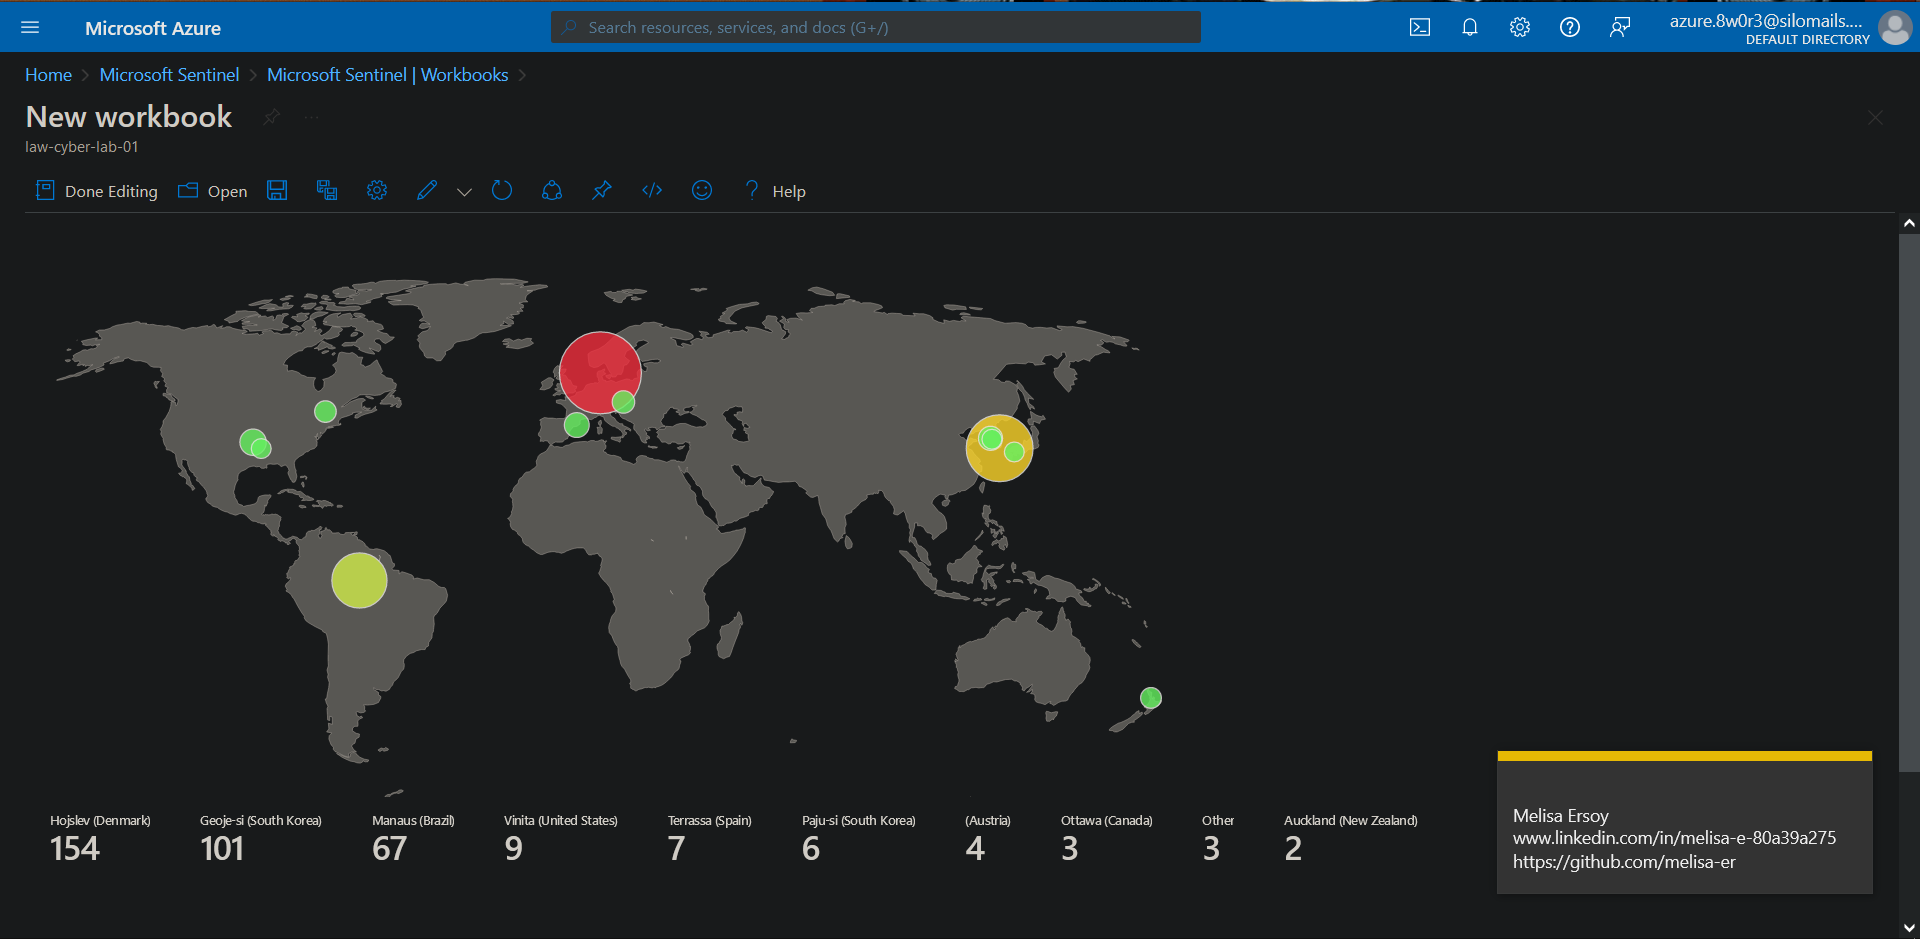 Microsoft Azure
Search resources, services, and docs (G+/)
azure.8w0r3@silomails....
DEFAULT DIRECTORY
Home > Microsoft Sentinel > Microsoft Sentinel | Workbooks >
New workbook
law-cyber-lab-01
Done Editing Open Help
Hojslev (Denmark) Geoje-si (South Korea) Manaus (Brazil) Vinita (United States) Terrassa (Spain) Paju-si (South Korea) (Austria) Ottawa (Canada) Other Auckland (New Zealand)
154 101 67 9 7 6 4 3 3 2
Melisa Ersoy
www.linkedin.com/in/melisa-e-80a39a275
https://github.com/melisa-er